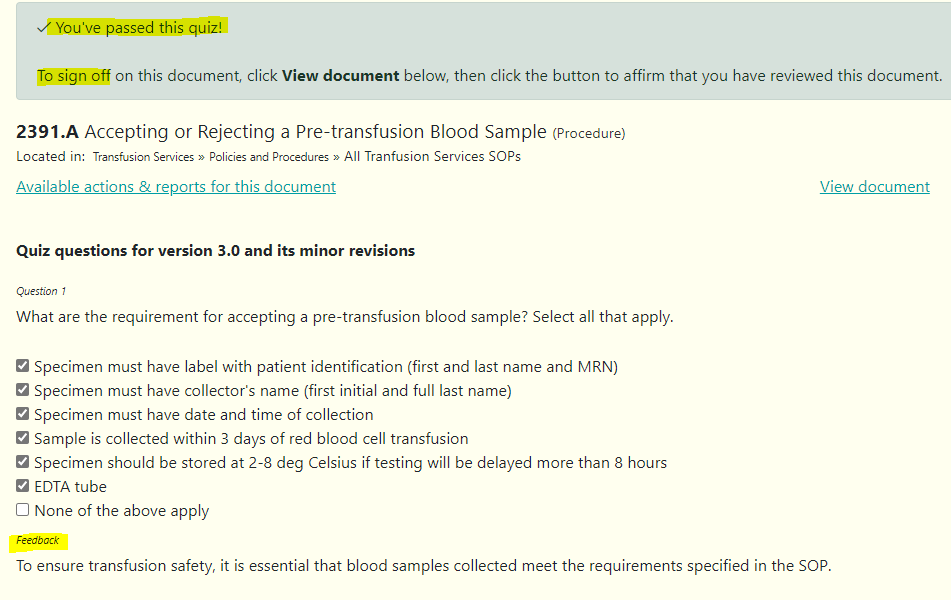 ✓ You've passed this quiz!
To sign off on this document, click View document below, then click the button to affirm that you have reviewed this document.
2391.A Accepting or Rejecting a Pre-transfusion Blood Sample (Procedure)
Located in: Transfusion Services » Policies and Procedures » All Tranfusion Services SOPs
Available actions & reports for this document View document
Quiz questions for version 3.0 and its minor revisions
Question 1
What are the requirement for accepting a pre-transfusion blood sample? Select all that apply.
Specimen must have label with patient identification (first and last name and MRN)
Specimen must have collector's name (first initial and full last name)
Specimen must have date and time of collection
Sample is collected within 3 days of red blood cell transfusion
Specimen should be stored at 2-8 deg Celsius if testing will be delayed more than 8 hours
EDTA tube
None of the above apply
Feedback
To ensure transfusion safety, it is essential that blood samples collected meet the requirements specified in the SOP.